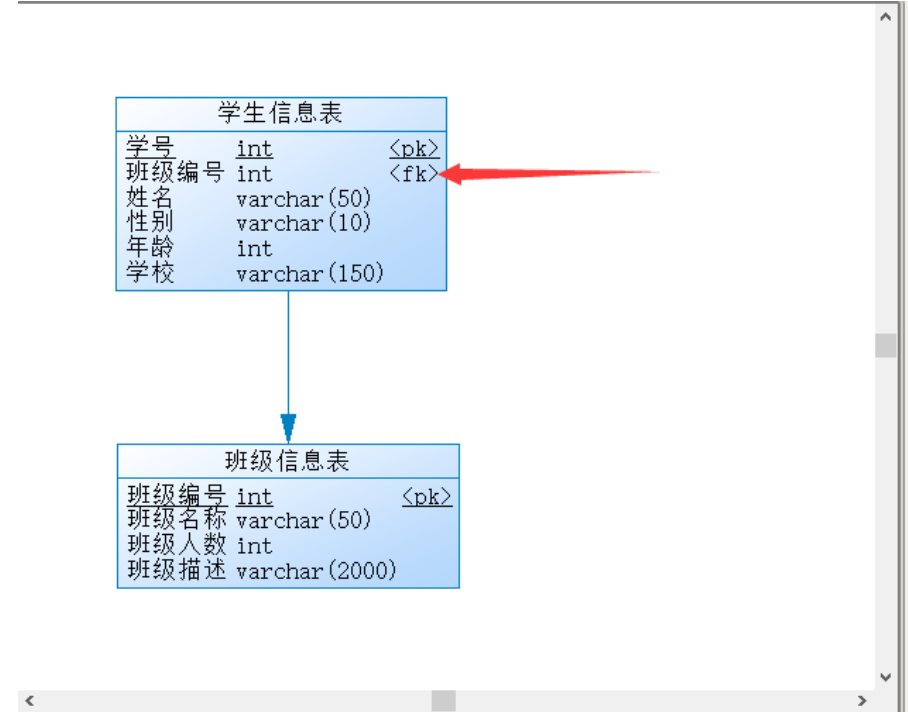 学生信息表
学号 int <pk>
班级编号 int <fk>
姓名 varchar(50)
性别 varchar(10)
年龄 int
学校 varchar(150)
班级信息表
班级编号 int <pk>
班级名称 varchar(50)
班级人数 int
班级描述 varchar(2000)